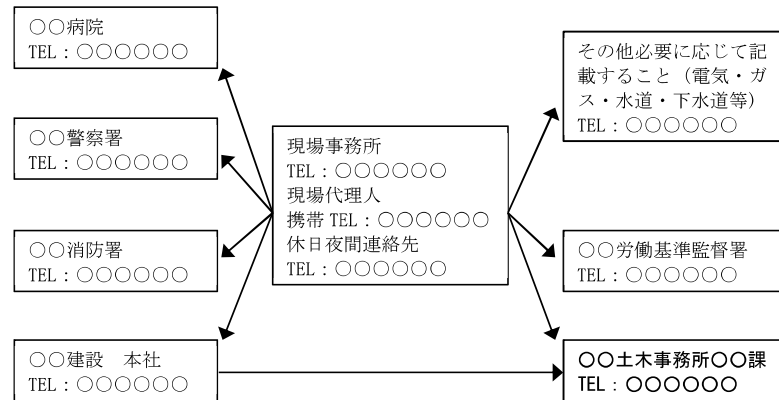 ○○病院
TEL：○○○○○○
○○警察署
TEL：○○○○○○
○○消防署
TEL：○○○○○○
○○建設　本社
TEL：○○○○○○
現場事務所
TEL：○○○○○○
現場代理人
携帯 TEL：○○○○○○
休日夜間連絡先
TEL：○○○○○○
その他必要に応じて記
載すること（電気・ガ
ス・水道・下水道等）
TEL：○○○○○○
○○労働基準監督署
TEL：○○○○○○
○○土木事務所○○課
TEL：○○○○○○